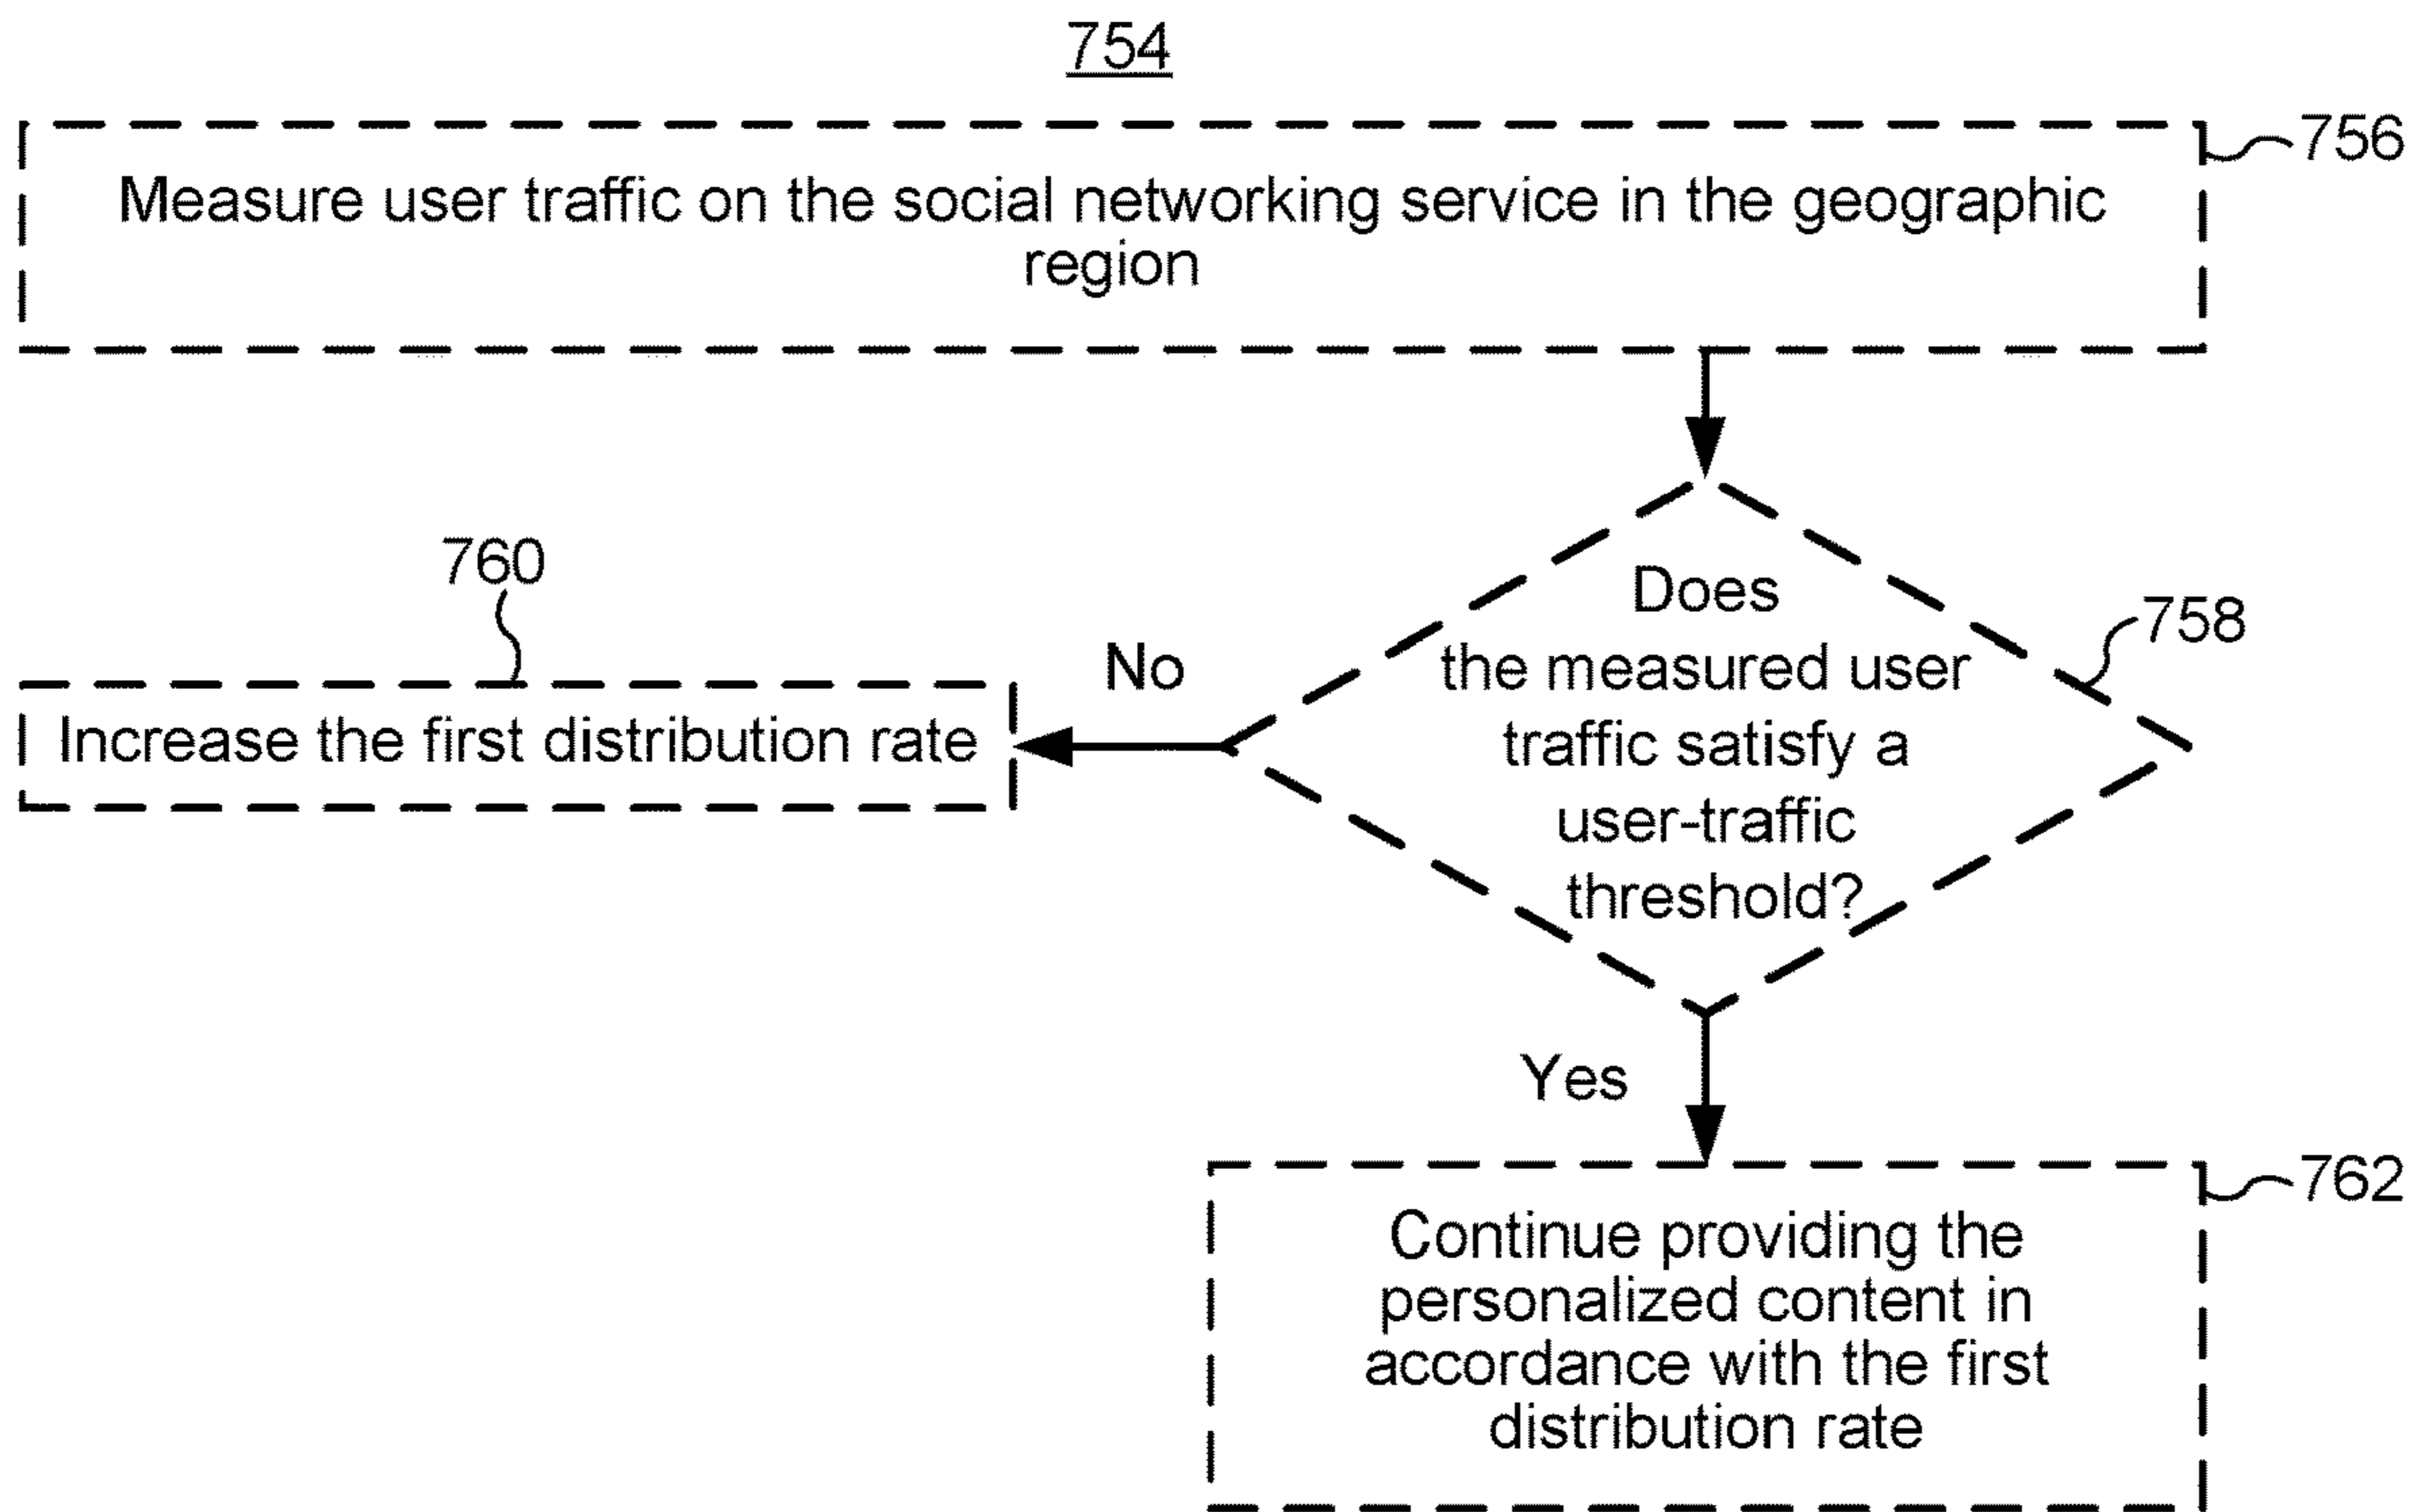 754
756
Measure user traffic on the social networking service in the geographic
region
760
758
Does
the measured user
traffic satisfy a
user-traffic
threshold?
No
Increase the first distribution rate
Yes
762
Continue providing the
personalized content in
accordance with the first
distribution rate